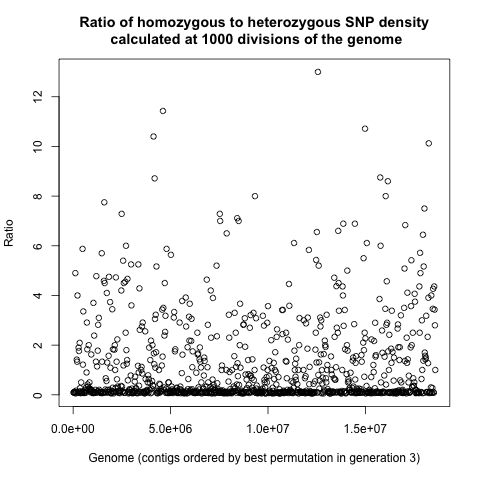 Ratio of homozygous to heterozygous SNP density
calculated at 1000 divisions of the genome
Ratio
12
10
8
6
4
2
0
0.0e+00 5.0e+06 1.0e+07 1.5e+07
Genome (contigs ordered by best permutation in generation 3)